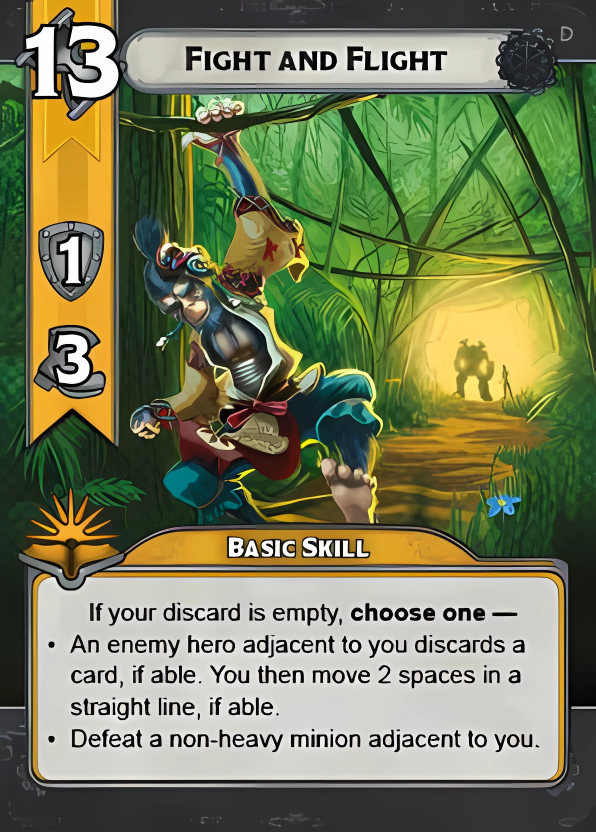 13
FIGHT AND FLIGHT
D
1
3
BASIC SKILL
If your discard is empty, choose one —
• An enemy hero adjacent to you discards a
card, if able. You then move 2 spaces in a
straight line, if able.
• Defeat a non-heavy minion adjacent to you.